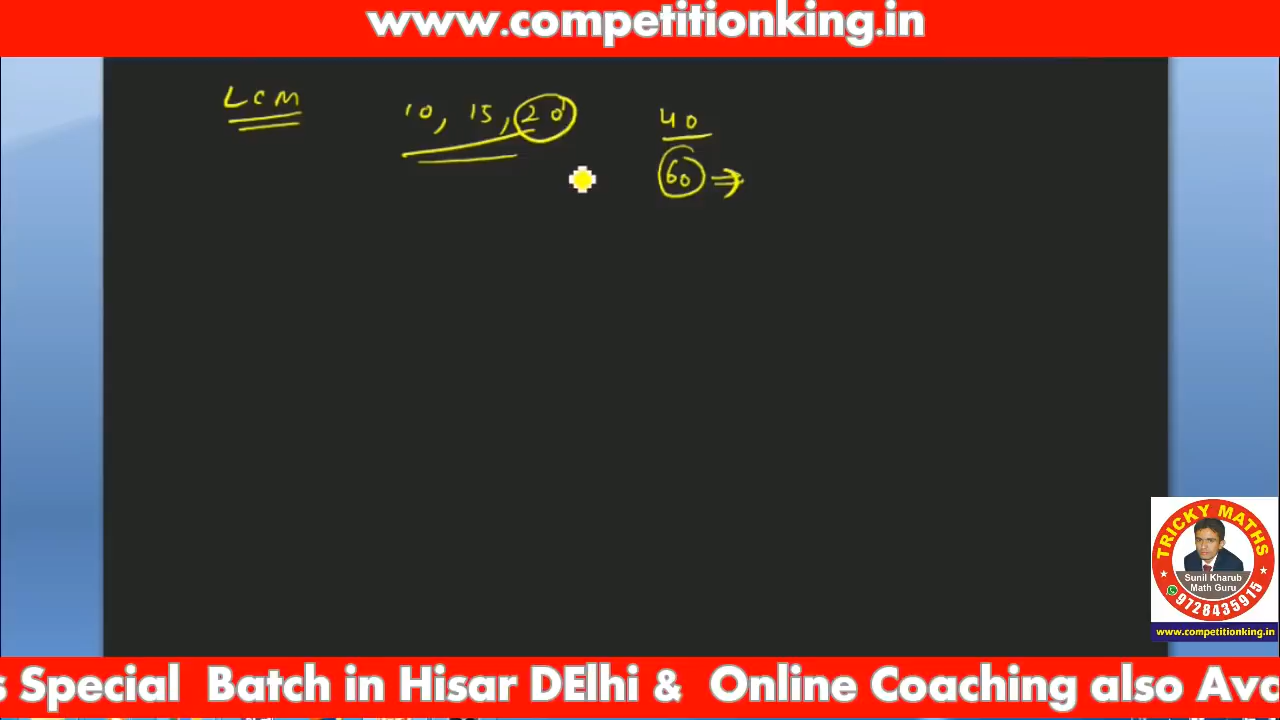 www.competitionking.in
LCM 10, 15, 20 40
60 ⇒
TRICKY MATHS
Sunil Kharub
Math Guru
9728435915
www.competitionking.in
s Special Batch in Hisar DElhi & Online Coaching also Ava